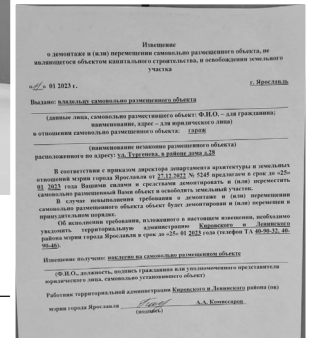 Извещение
о демонтаже и (или) перемещении самовольно размещенного объекта, не
являющегося объектом капитального строительства, и освобождении земельного
участка
01 2023 г. г. Ярославль
Выдано: владельцу самовольно размещенного объекта
(данные лица, самовольно разместившего объект: Ф.И.О. – для гражданина;
наименование, адрес – для юридического лица)
в отношении самовольно размещенного объекта: гараж
(наименование незаконно размещенного объекта)
расположенного по адресу: ул. Тургенева, в районе дома д.28
В соответствии с приказом директора департамента архитектуры и земельных
отношений мэрии города Ярославля от 27.12.2022 № 5245 предлагаем в срок до «25»
01 2023 года Вашими силами и средствами демонтировать и (или) переместить
самовольно размещенный Вами объект и освободить земельный участок.
В случае невыполнения требования о демонтаже и (или) перемещении
самовольно размещенного объекта объект будет демонтирован и (или) перемещен в
принудительном порядке.
Об исполнении требования, изложенного в настоящем извещении, необходимо
уведомить территориальную администрацию Кировского и Ленинского
районов мэрии города Ярославля в срок до «25» 01 2023 года (телефон ТА 40-90-32, 40-
90-46).
Извещение получено: наклеено на самовольно размещенном объекте
(Ф.И.О., должность, подпись гражданина или уполномоченного представителя
юридического лица, самовольно установившего объект)
Работник территориальной администрации Кировского и Ленинского района (ов)
мэрии города Ярославля А.А. Комиссаров
(подпись)